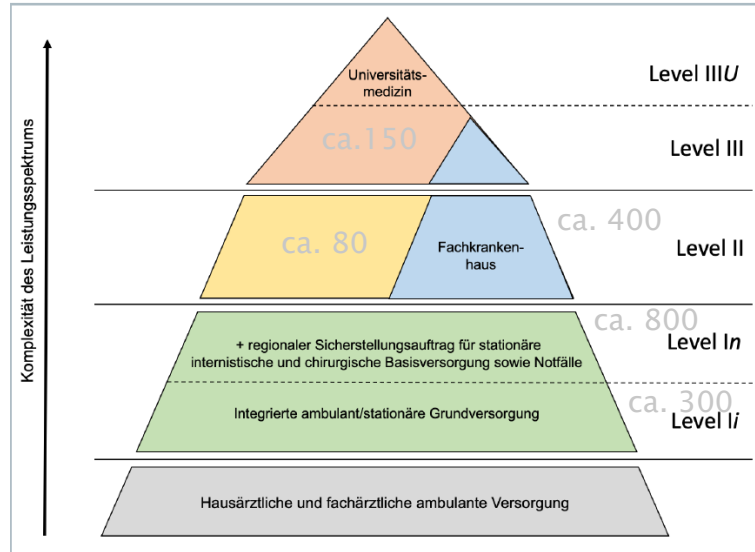 Komplexität des Leistungsspektrums
Universitäts-
medizin
Level IIIU
ca.150
Level III
ca. 80
Fachkranken-
haus
ca. 400
Level II
ca. 800
+ regionaler Sicherstellungsauftrag für stationäre
internistische und chirurgische Basisversorgung sowie Notfälle
Level In
Integrierte ambulant/stationäre Grundversorgung
ca. 300
Level Ii
Hausärztliche und fachärztliche ambulante Versorgung